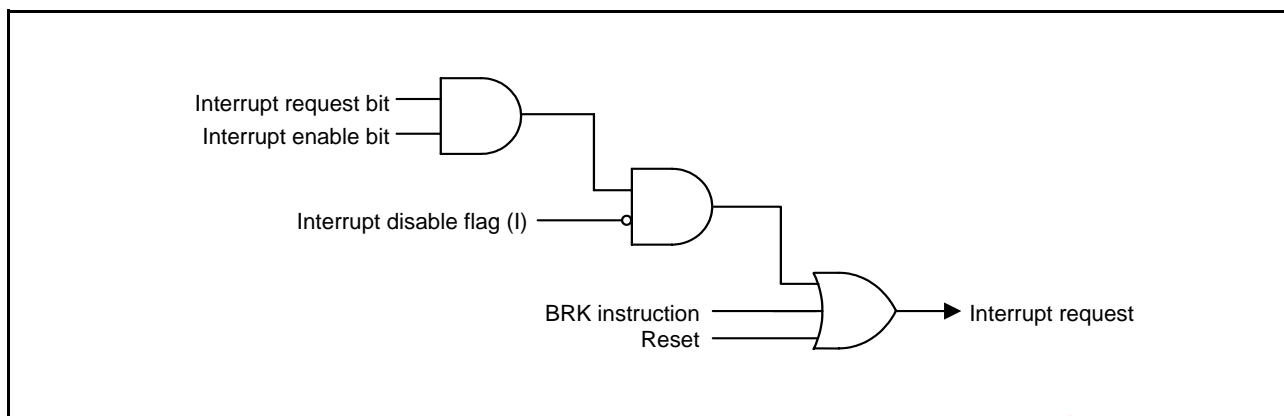 Interrupt request bit
Interrupt enable bit
Interrupt disable flag (I)
BRK instruction
Reset
Interrupt request